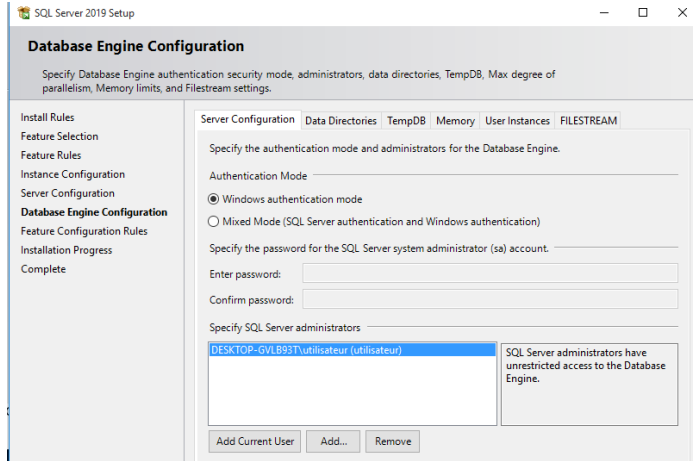 SQL Server 2019 Setup
Database Engine Configuration
Specify Database Engine authentication security mode, administrators, data directories, TempDB, Max degree of
parallelism, Memory limits, and Filestream settings.
Install Rules
Feature Selection
Feature Rules
Instance Configuration
Server Configuration
Database Engine Configuration
Feature Configuration Rules
Installation Progress
Complete
Server Configuration Data Directories TempDB Memory User Instances FILESTREAM
Specify the authentication mode and administrators for the Database Engine.
Authentication Mode
Windows authentication mode
Mixed Mode (SQL Server authentication and Windows authentication)
Specify the password for the SQL Server system administrator (sa) account.
Enter password:
Confirm password:
Specify SQL Server administrators
DESKTOP-GVLB93T\utilisateur (utilisateur)
SQL Server administrators have
unrestricted access to the Database
Engine.
Add Current User Add... Remove